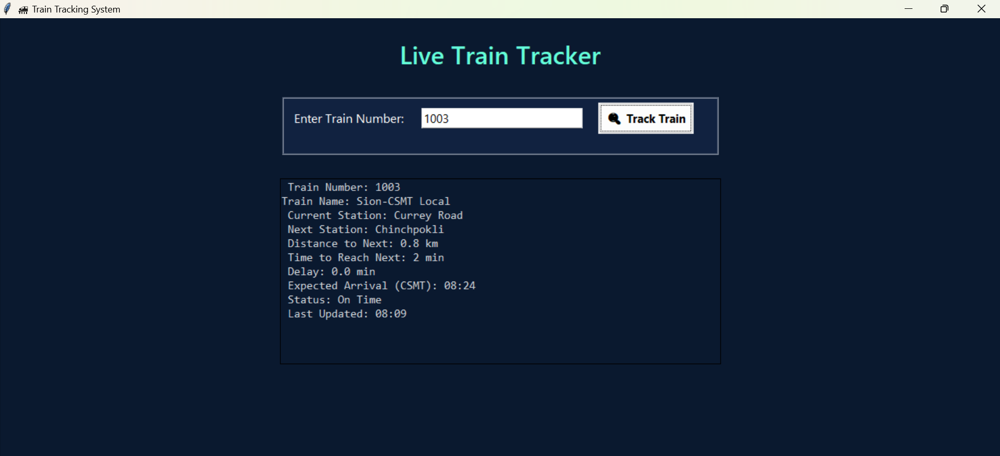 Train Tracking System
Live Train Tracker
Enter Train Number: 1003 Track Train
Train Number: 1003
Train Name: Sion-CSMT Local
Current Station: Currey Road
Next Station: Chinchpokli
Distance to Next: 0.8 km
Time to Reach Next: 2 min
Delay: 0.0 min
Expected Arrival (CSMT): 08:24
Status: On Time
Last Updated: 08:09